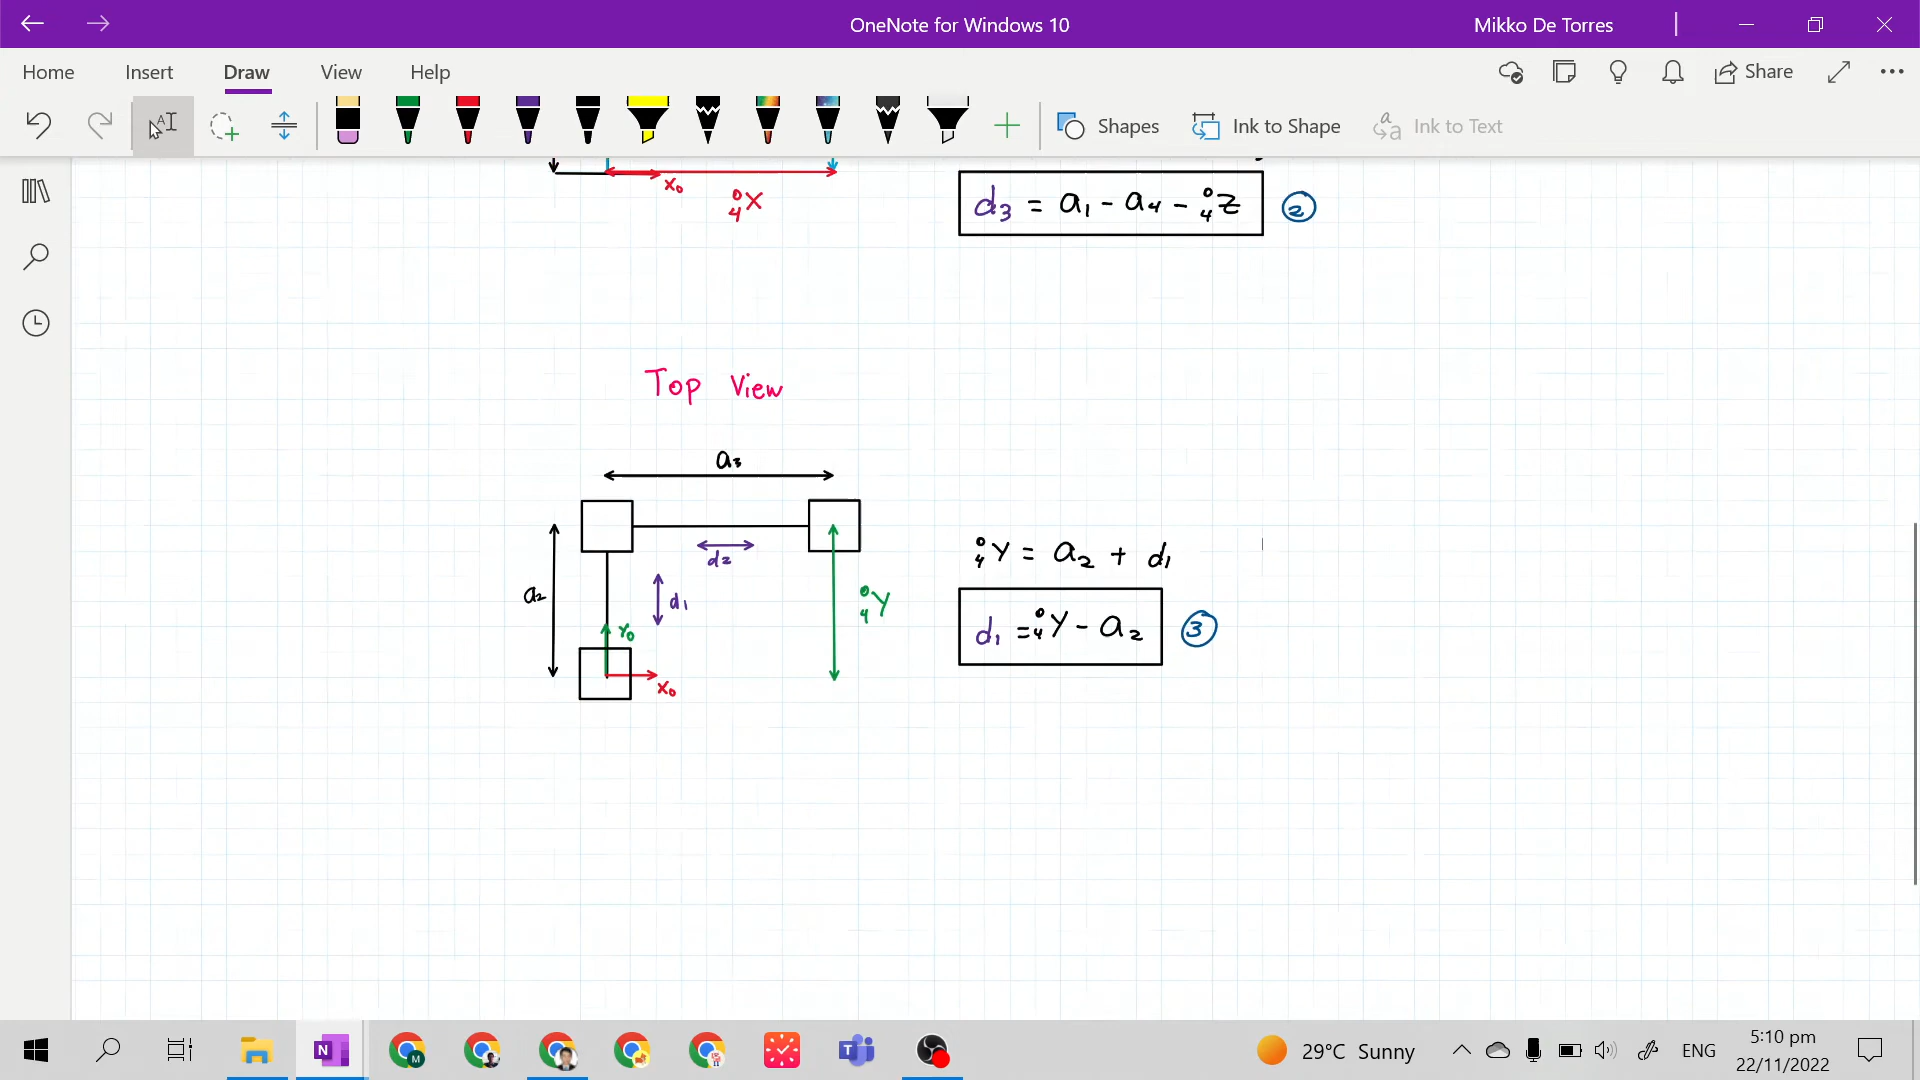 OneNote for Windows 10
Mikko De Torres
Home Insert Draw View Help
Share
Shapes Ink to Shape Ink to Text
X₀
⁰₄X
d₃ = a₁ - a₄ - ⁰₄Z ②
Top View
a₃
d₂
a₂
d₁
⁰₄Y
Y₀
X₀
⁰₄Y = a₂ + d₁
d₁ = ⁰₄Y - a₂ ③
29°C Sunny
ENG
5:10 pm
22/11/2022